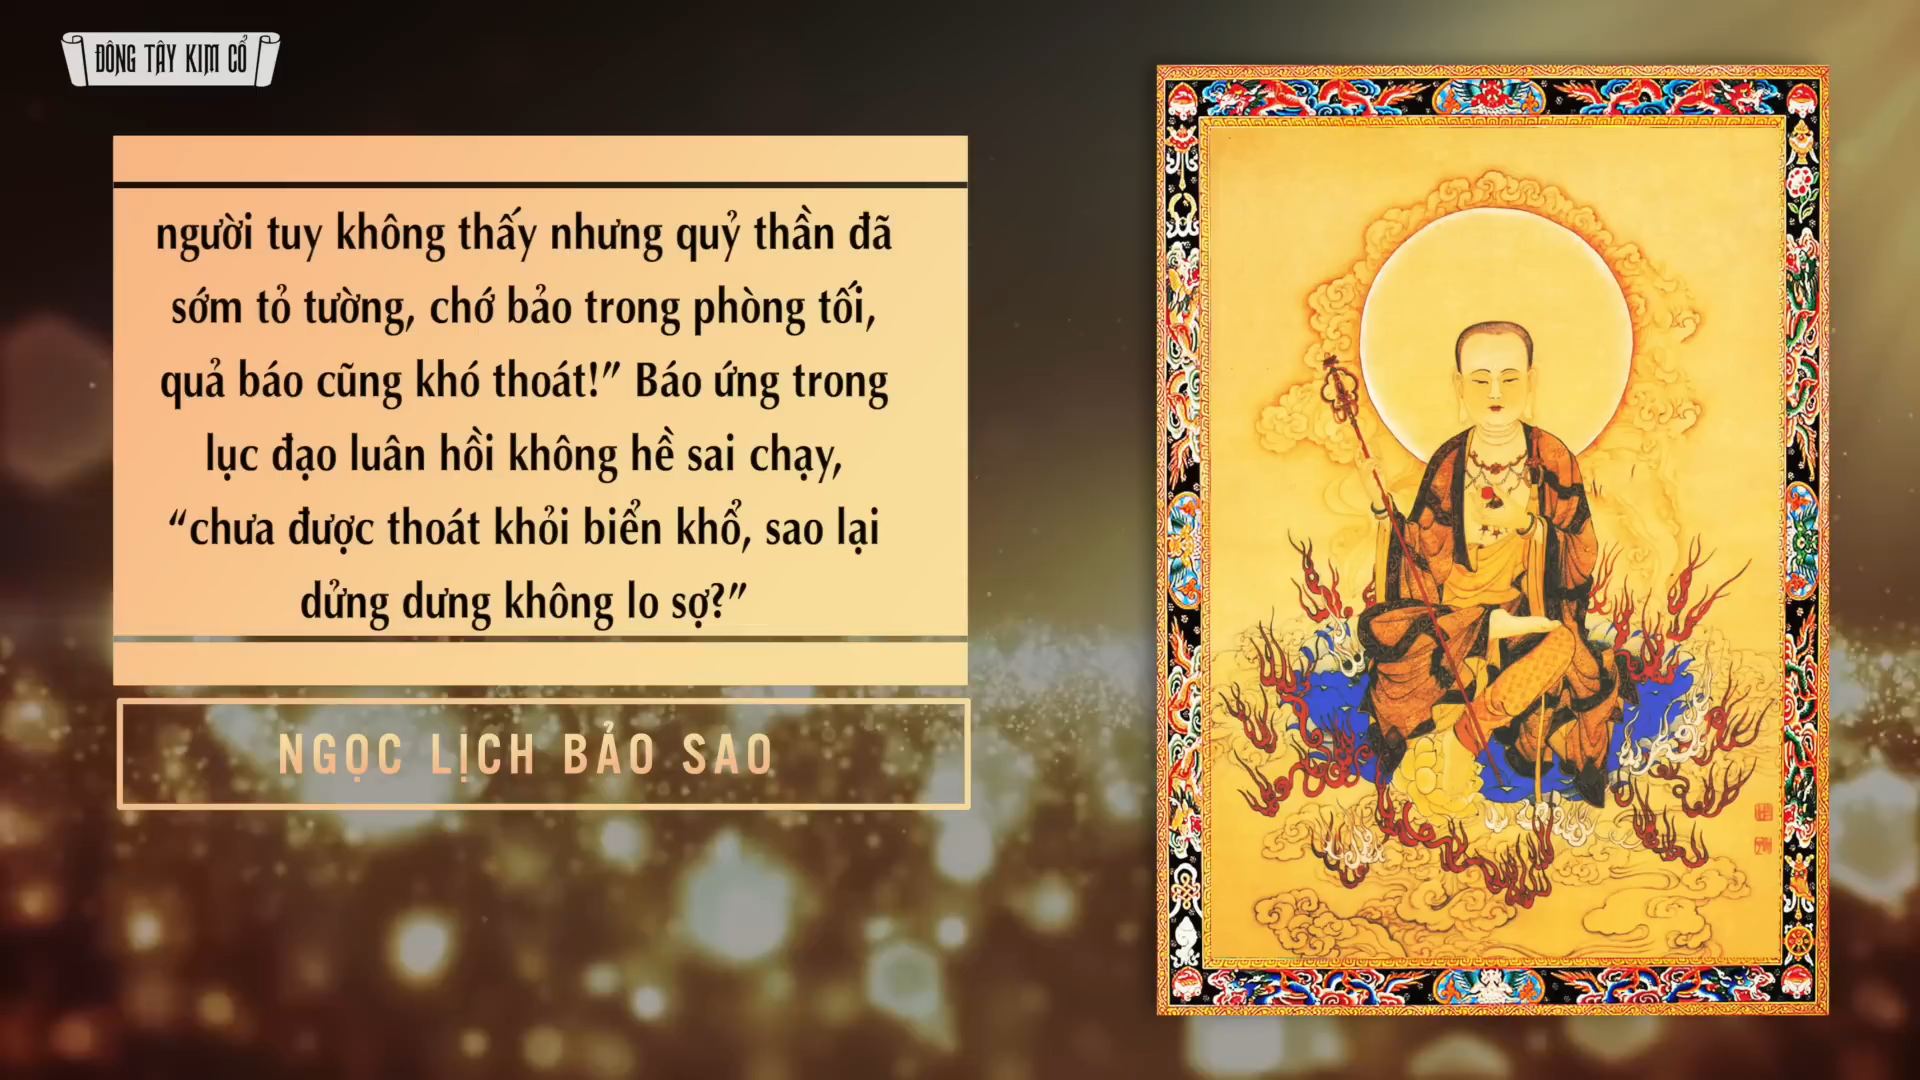 ĐÔNG TÂY KIM CỔ
người tuy không thấy nhưng quỷ thần đã
sớm tỏ tường, chớ bảo trong phòng tối,
quả báo cũng khó thoát!” Báo ứng trong
lục đạo luân hồi không hề sai chạy,
“chưa được thoát khỏi biển khổ, sao lại
dửng dưng không lo sợ?”
NGỌC LỊCH BẢO SAO